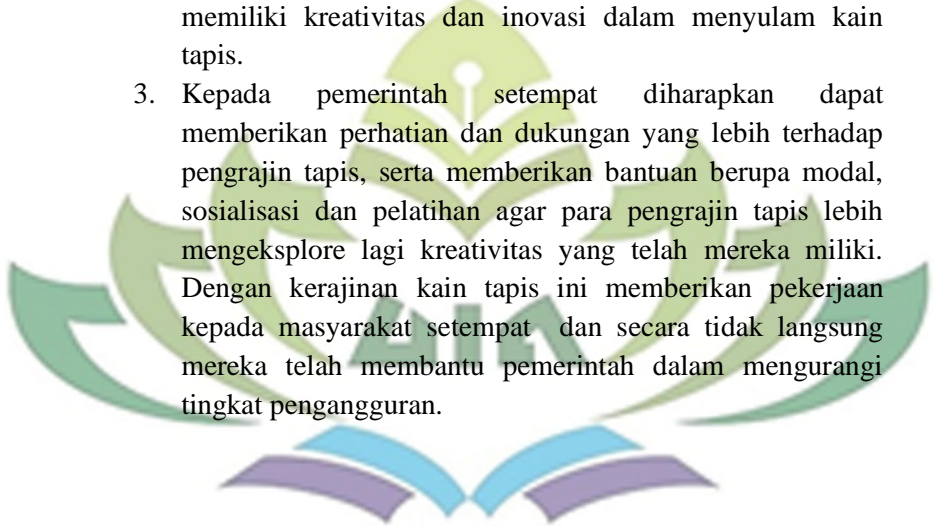 memiliki kreativitas dan inovasi dalam menyulam kain
tapis.
3. Kepada pemerintah setempat diharapkan dapat
memberikan perhatian dan dukungan yang lebih terhadap
pengrajin tapis, serta memberikan bantuan berupa modal,
sosialisasi dan pelatihan agar para pengrajin tapis lebih
mengeksplore lagi kreativitas yang telah mereka miliki.
Dengan kerajinan kain tapis ini memberikan pekerjaan
kepada masyarakat setempat dan secara tidak langsung
mereka telah membantu pemerintah dalam mengurangi
tingkat pengangguran.